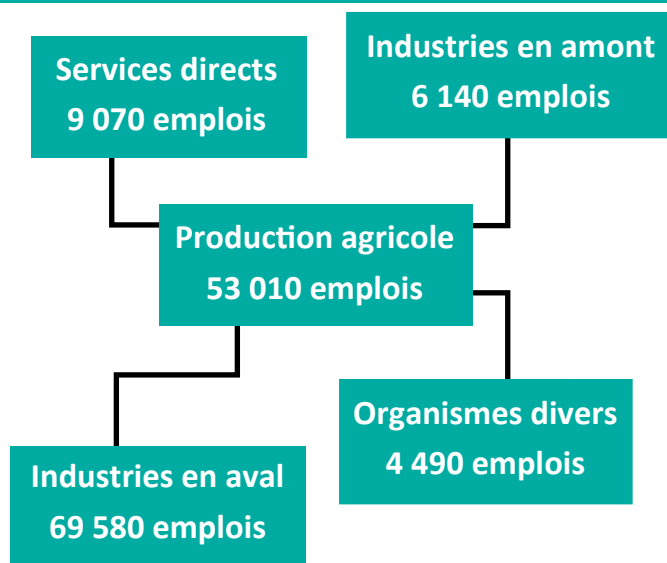 Services directs
9 070 emplois
Industries en amont
6 140 emplois
Production agricole
53 010 emplois
Organismes divers
4 490 emplois
Industries en aval
69 580 emplois